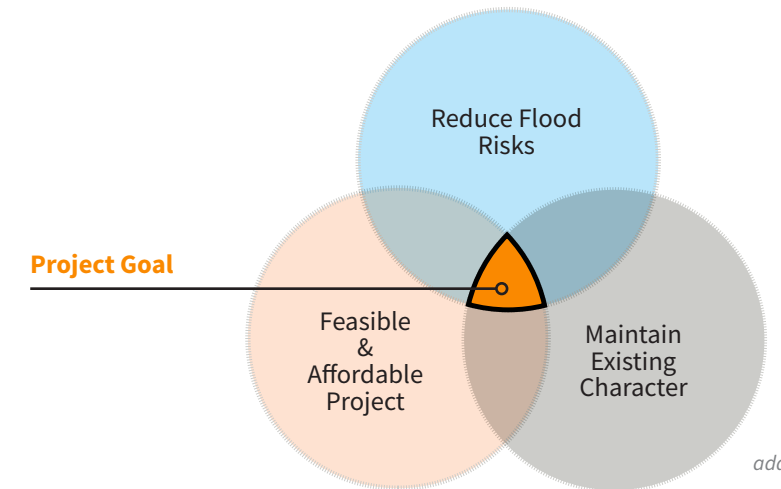 Reduce Flood
Risks
Project Goal
Feasible
&
Affordable
Project
Maintain
Existing
Character